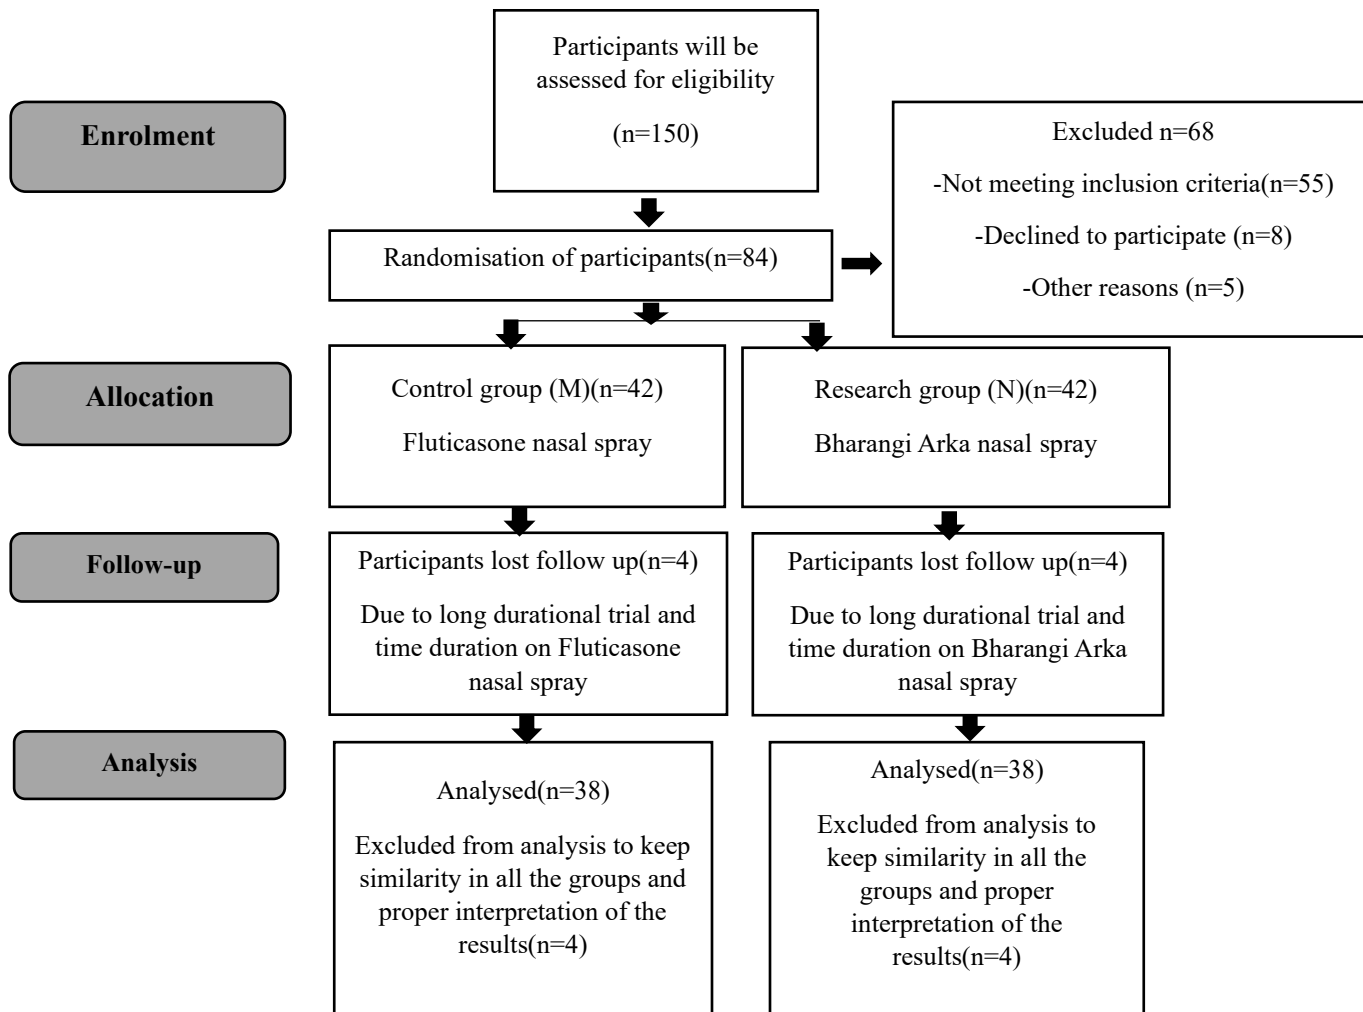 Participants will be
assessed for eligibility
(n=150)
Enrolment
Excluded n=68
-Not meeting inclusion criteria(n=55)
-Declined to participate (n=8)
-Other reasons (n=5)
Randomisation of participants(n=84)
Allocation
Control group (M)(n=42)
Fluticasone nasal spray
Research group (N)(n=42)
Bharangi Arka nasal spray
Follow-up
Participants lost follow up(n=4)
Due to long durational trial and
time duration on Fluticasone
nasal spray
Participants lost follow up(n=4)
Due to long durational trial and
time duration on Bharangi Arka
nasal spray
Analysis
Analysed(n=38)
Excluded from analysis to keep
similarity in all the groups and
proper interpretation of the
results(n=4)
Analysed(n=38)
Excluded from analysis to
keep similarity in all the
groups and proper
interpretation of the
results(n=4)